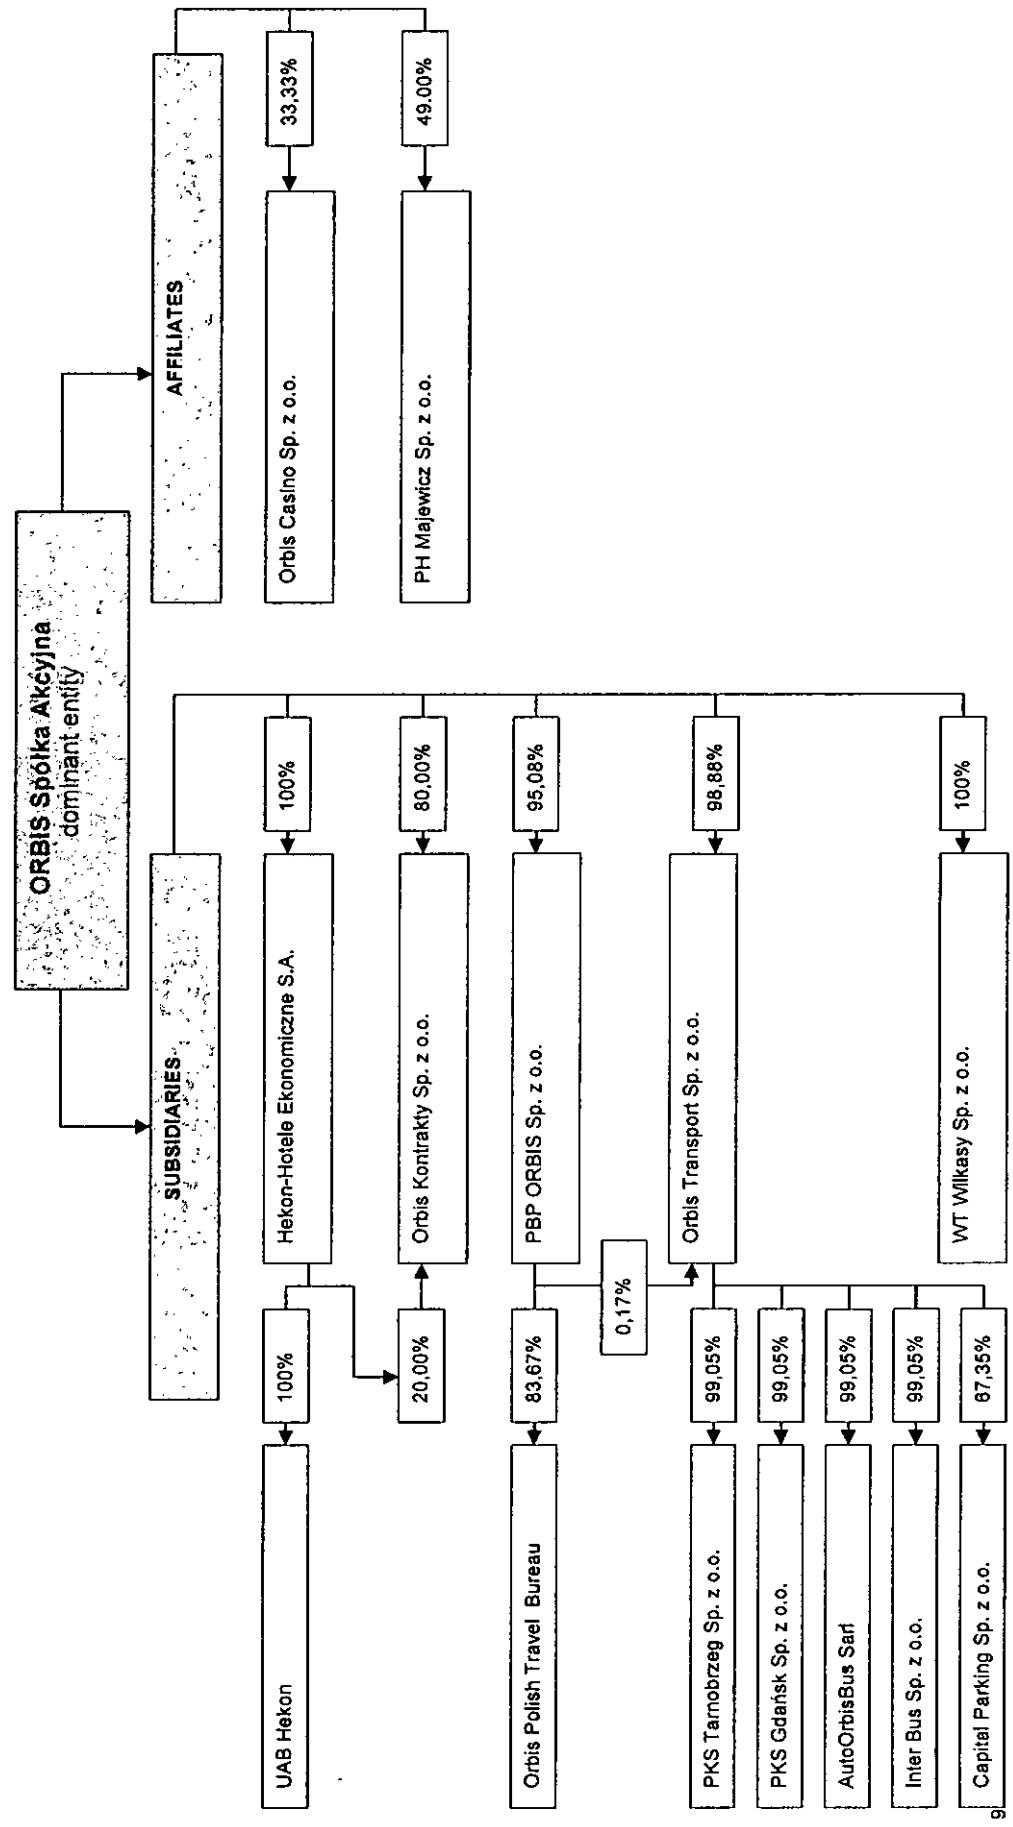 ORBIS Spółka Akcyjna
dominant entity
SUBSIDIARIES
AFFILIATES
UAB Hekon
100%
Hekon-Hotele Ekonomiczne S.A.
100%
Orbis Casino Sp. z o.o.
33,33%
20,00%
Orbis Kontrakty Sp. z o.o.
80,00%
PH Majewicz Sp. z o.o.
49.00%
Orbis Polish Travel Bureau
83,67%
PBP ORBIS Sp. z o.o.
95,08%
0,17%
Orbis Transport Sp. z o.o.
98,88%
PKS Tarnobrzeg Sp. z o.o.
99,05%
PKS Gdańsk Sp. z o.o.
99,05%
AutoOrbisBus Sarl
99,05%
Inter Bus Sp. z o.o.
99,05%
Capital Parking Sp. z o.o.
67,35%
WT Wilkasy Sp. z o.o.
100%
9